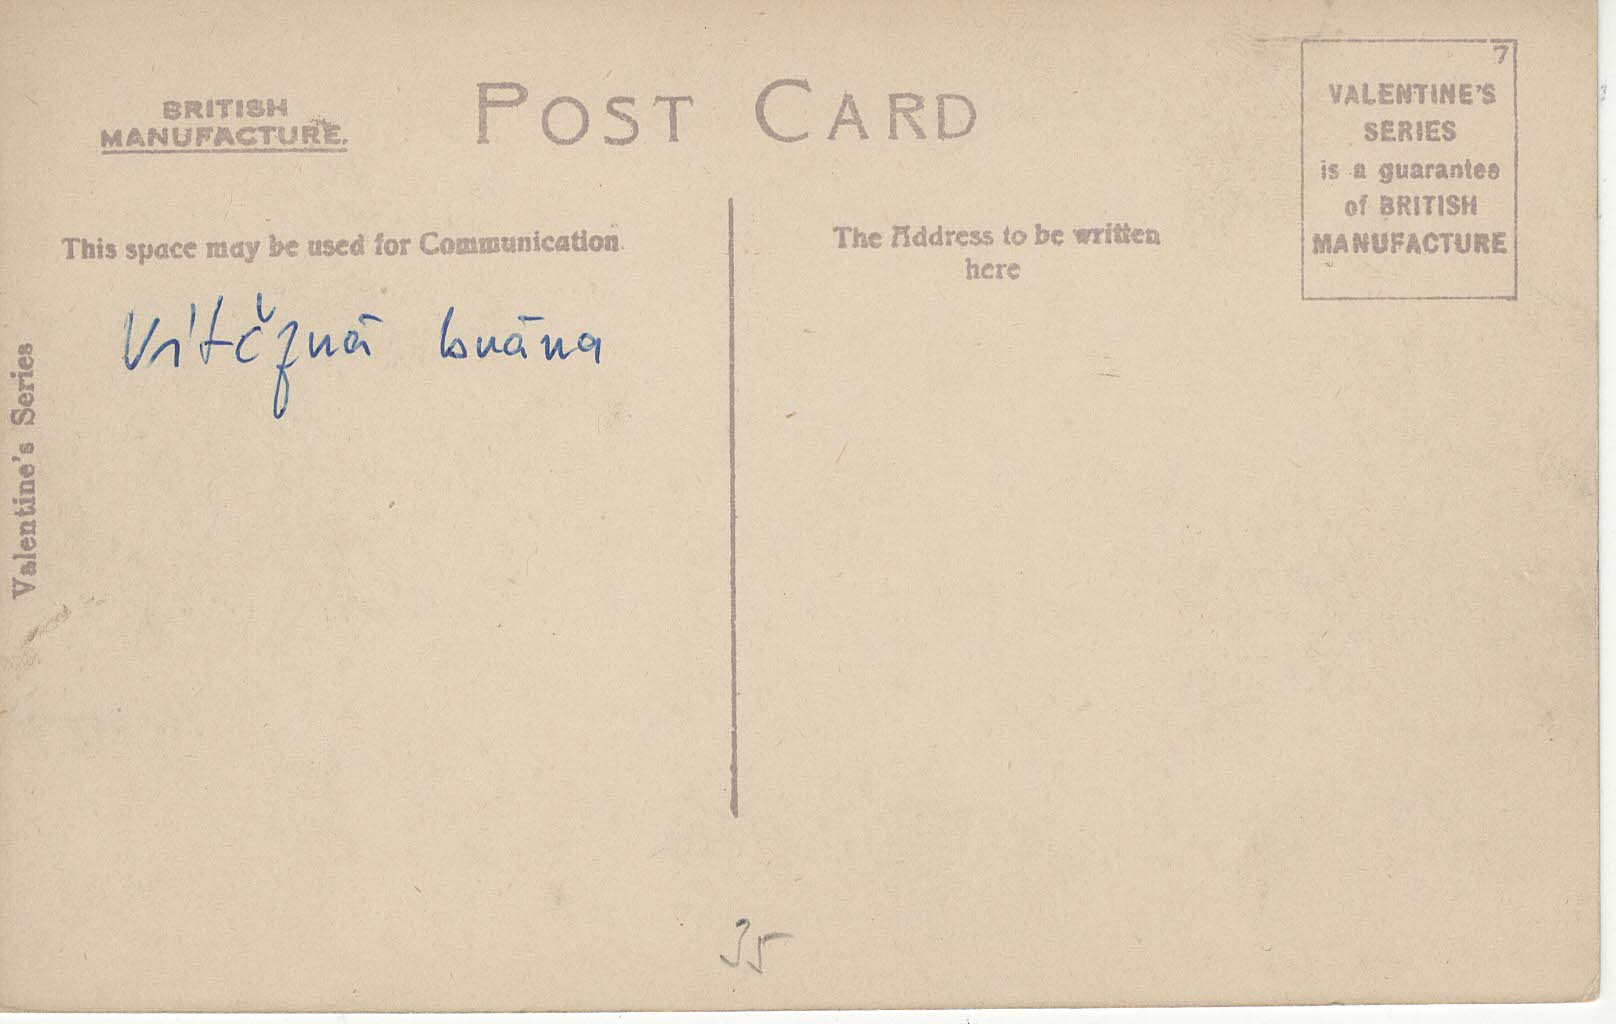 BRITISH
MANUFACTURE.
POST CARD
7
VALENTINE'S
SERIES
is a guarantee
of BRITISH
MANUFACTURE
This space may be used for Communication.
The Address to be written
here
Vítězná brána
Valentine's Series
35